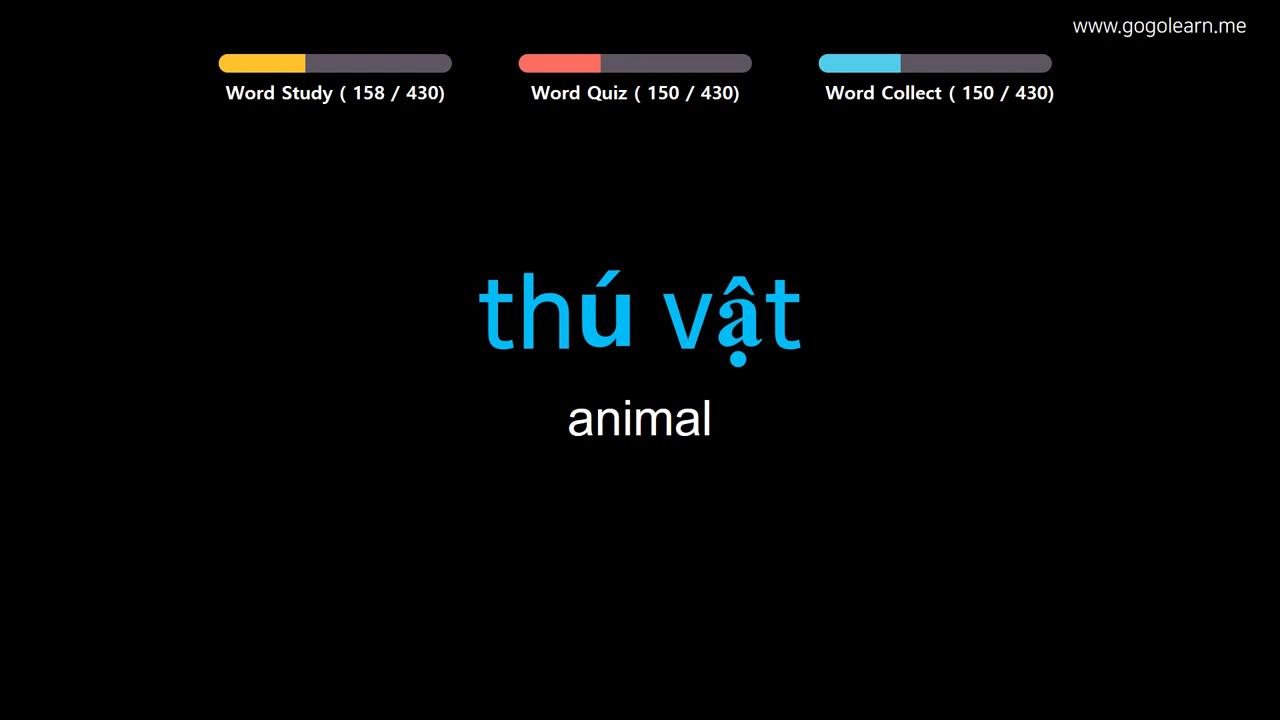 www.gogolearn.me
Word Study ( 158 / 430)
Word Quiz ( 150 / 430)
Word Collect ( 150 / 430)
thú vật
animal